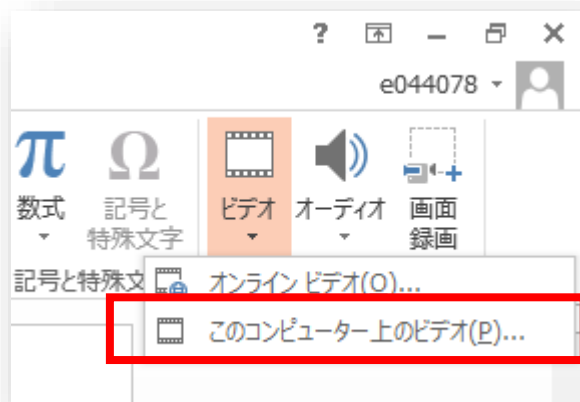 ?
e044078
π Ω
数式 記号と ビデオ オーディオ 画面
特殊文字 録画
記号と特殊文
オンライン ビデオ(O)...
このコンピューター上のビデオ(P)...